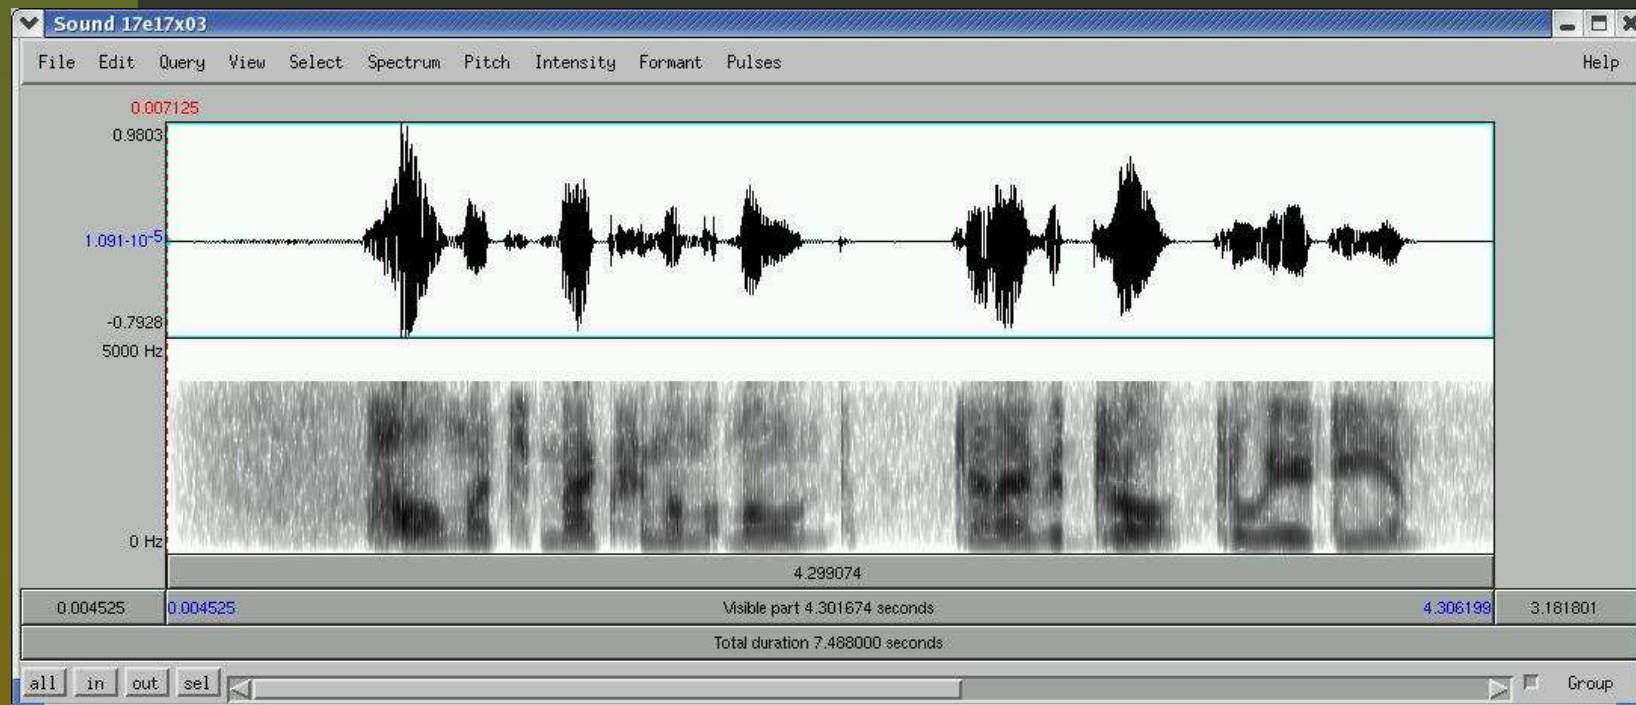 Sound 17e17x03
File Edit Query View Select Spectrum Pitch Intensity Formant Pulses Help
0.007125
0.9803
1.091·10⁻⁵
-0.7928
5000 Hz
0 Hz
4.299074
0.004525 0.004525 Visible part 4.301674 seconds 4.306199 3.181801
Total duration 7.488000 seconds
all in out sel Group